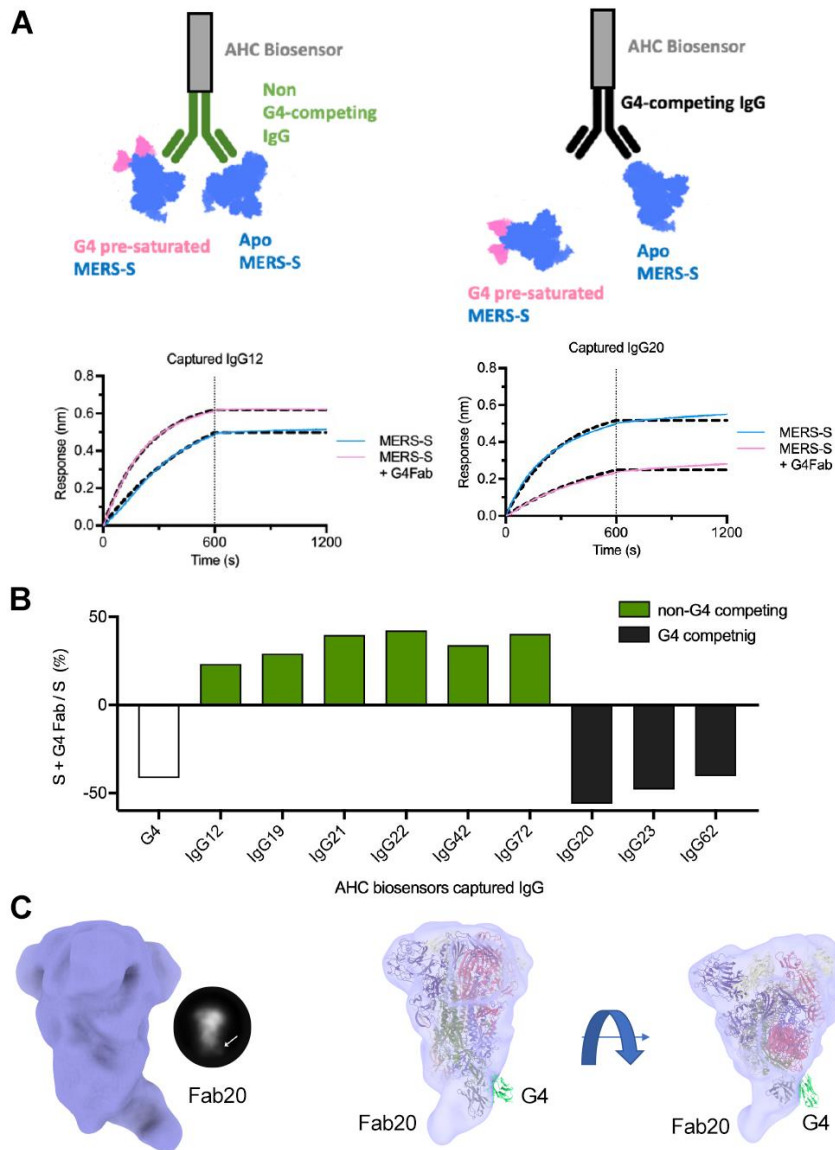 A
AHC Biosensor
Non
G4-competing
IgG
G4 pre-saturated
MERS-S
Apo
MERS-S
AHC Biosensor
G4-competing IgG
Apo
MERS-S
G4 pre-saturated
MERS-S
Captured IgG12
Response (nm)
0.8
0.6
0.4
0.2
0.0
0
600
1200
Time (s)
MERS-S
MERS-S
+ G4Fab
Captured IgG20
Response (nm)
0.8
0.6
0.4
0.2
0.0
0
600
1200
Time (s)
MERS-S
MERS-S
+ G4Fab
B
S + G4 Fab / S (%)
50
0
-50
non-G4 competing
G4 competnig
G4
IgG12
IgG19
IgG21
IgG22
IgG42
IgG72
IgG20
IgG23
IgG62
AHC biosensors captured IgG
C
Fab20
Fab20
G4
Fab20
G4